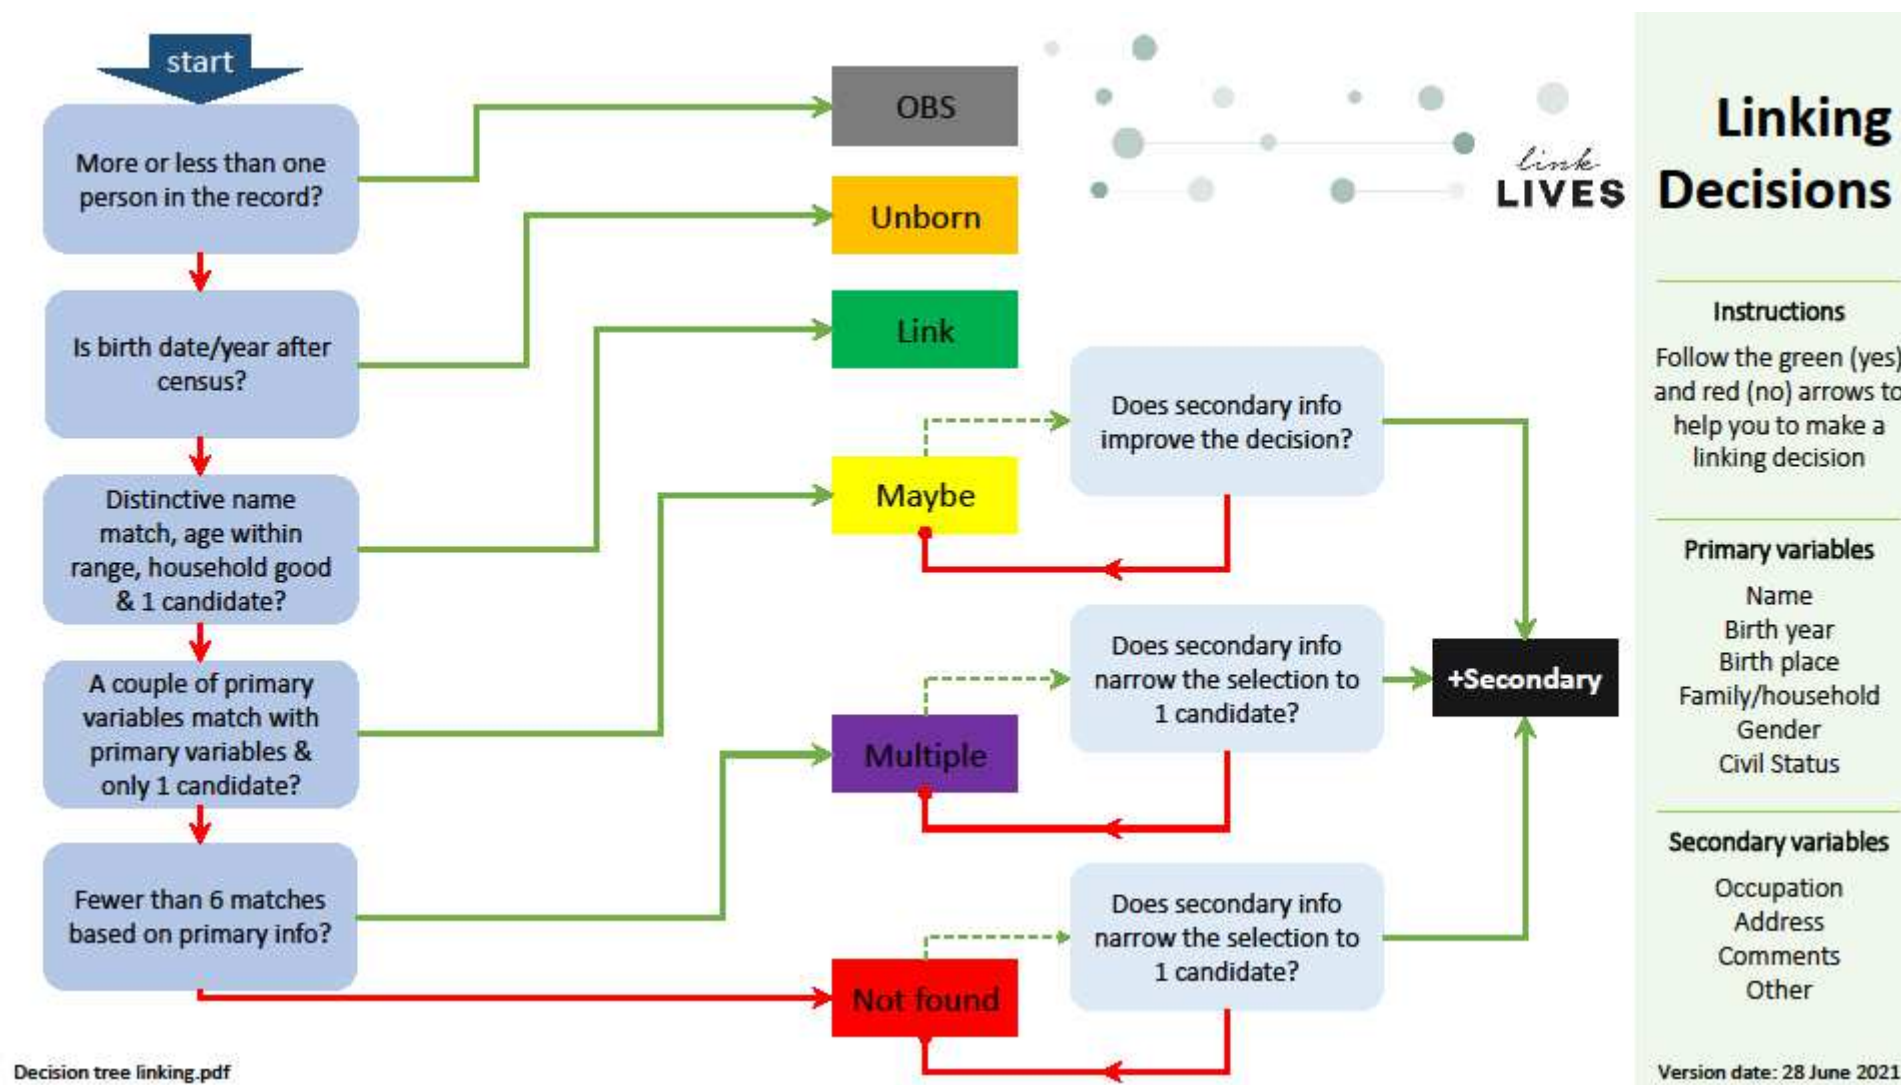 start
More or less than one
person in the record?
Is birth date/year after
census?
Distinctive name
match, age within
range, household good
& 1 candidate?
A couple of primary
variables match with
primary variables &
only 1 candidate?
Fewer than 6 matches
based on primary info?
OBS
Unborn
Link
Maybe
Multiple
Not found
Does secondary info
improve the decision?
Does secondary info
narrow the selection to
1 candidate?
Does secondary info
narrow the selection to
1 candidate?
+Secondary
link
LIVES
Linking
Decisions
Instructions
Follow the green (yes)
and red (no) arrows to
help you to make a
linking decision
Primary variables
Name
Birth year
Birth place
Family/household
Gender
Civil Status
Secondary variables
Occupation
Address
Comments
Other
Decision tree linking.pdf
Version date: 28 June 2021